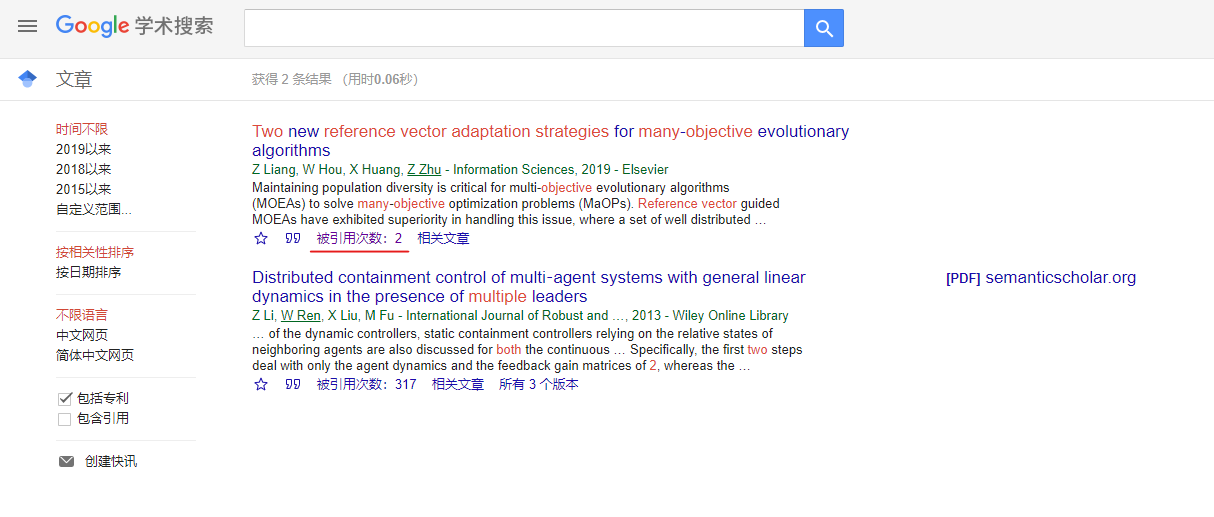 Google 学术搜索
文章
获得 2 条结果 （用时0.06秒）
时间不限
2019以来
2018以来
2015以来
自定义范围...
按相关性排序
按日期排序
不限语言
中文网页
简体中文网页
包括专利
包含引用
创建快讯
Two new reference vector adaptation strategies for many-objective evolutionary
algorithms
Z Liang, W Hou, X Huang, Z Zhu - Information Sciences, 2019 - Elsevier
Maintaining population diversity is critical for multi-objective evolutionary algorithms
(MOEAs) to solve many-objective optimization problems (MaOPs). Reference vector guided
MOEAs have exhibited superiority in handling this issue, where a set of well distributed …
被引用次数：2 相关文章
Distributed containment control of multi-agent systems with general linear
dynamics in the presence of multiple leaders
Z Li, W Ren, X Liu, M Fu - International Journal of Robust and …, 2013 - Wiley Online Library
… of the dynamic controllers, static containment controllers relying on the relative states of
neighboring agents are also discussed for both the continuous … Specifically, the first two steps
deal with only the agent dynamics and the feedback gain matrices of 2, whereas the …
被引用次数：317 相关文章 所有 3 个版本
[PDF] semanticscholar.org